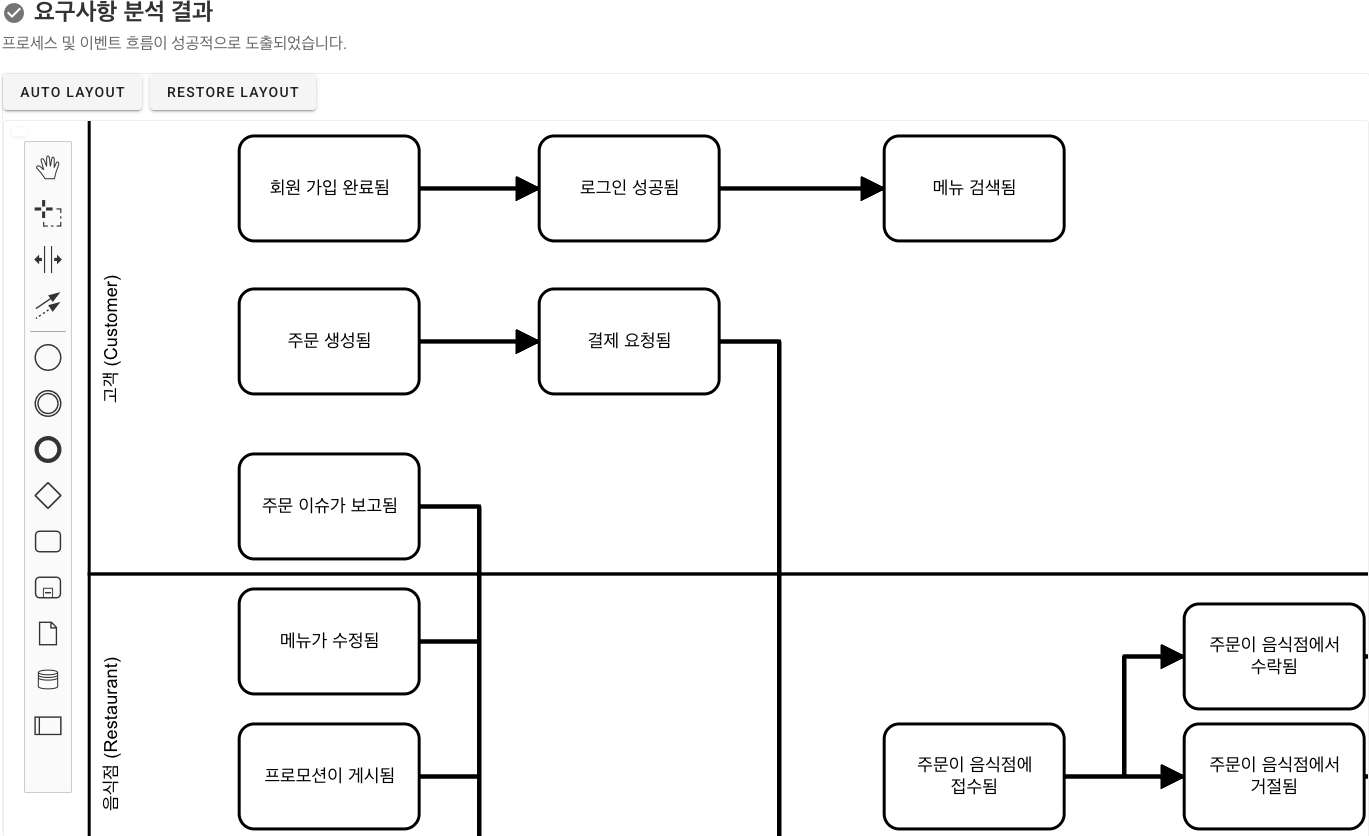 요구사항 분석 결과
프로세스 및 이벤트 흐름이 성공적으로 도출되었습니다.
AUTO LAYOUT
RESTORE LAYOUT
고객 (Customer)
회원 가입 완료됨
로그인 성공됨
메뉴 검색됨
주문 생성됨
결제 요청됨
주문 이슈가 보고됨
음식점 (Restaurant)
메뉴가 수정됨
주문이 음식점에서
수락됨
프로모션이 게시됨
주문이 음식점에
접수됨
주문이 음식점에서
거절됨